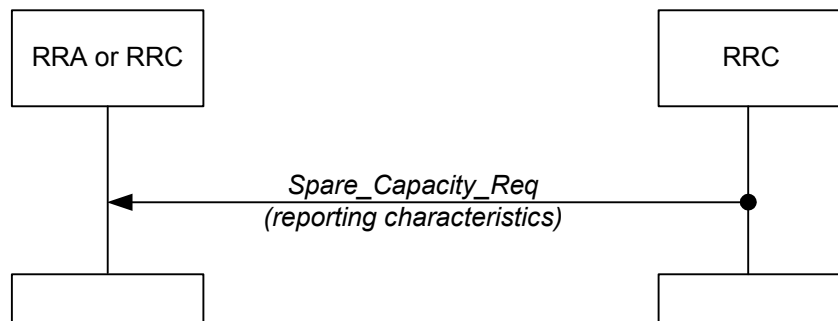 RRA or RRC
RRC
Spare_Capacity_Req
(reporting characteristics)